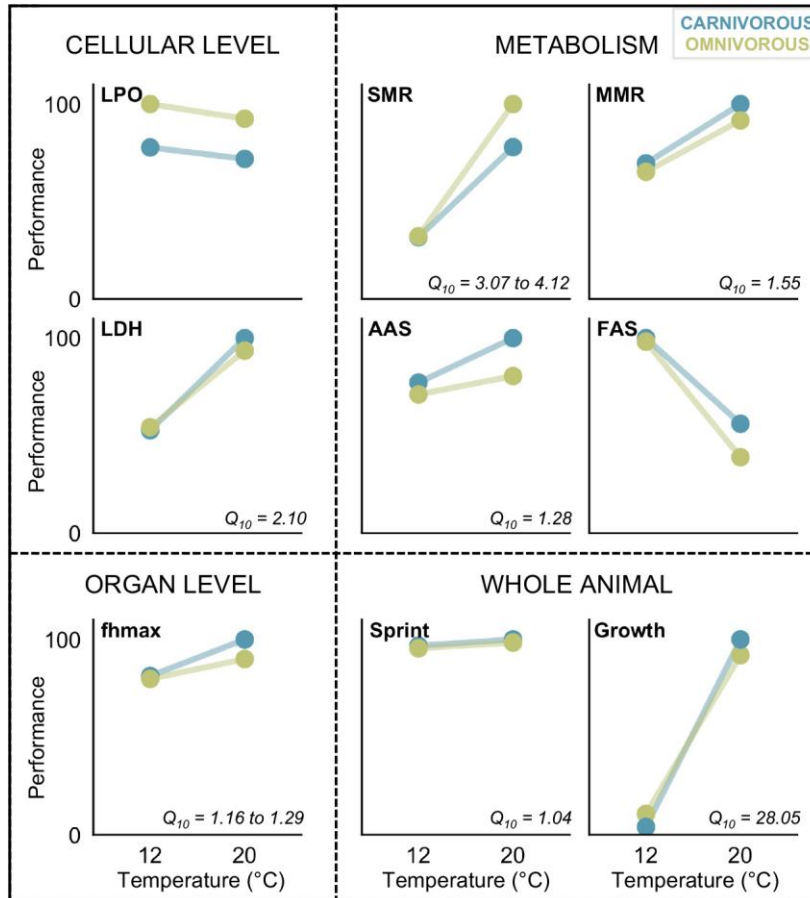 CARNIVOROUS
OMNIVOROUS
CELLULAR LEVEL
METABOLISM
LPO
SMR
MMR
100
Performance
0
Q10 = 3.07 to 4.12
Q10 = 1.55
LDH
AAS
FAS
100
Performance
0
Q10 = 2.10
Q10 = 1.28
ORGAN LEVEL
WHOLE ANIMAL
fhmax
Sprint
Growth
100
Performance
0
Q10 = 1.16 to 1.29
Q10 = 1.04
Q10 = 28.05
12 20
Temperature (°C)
12 20
Temperature (°C)
12 20
Temperature (°C)